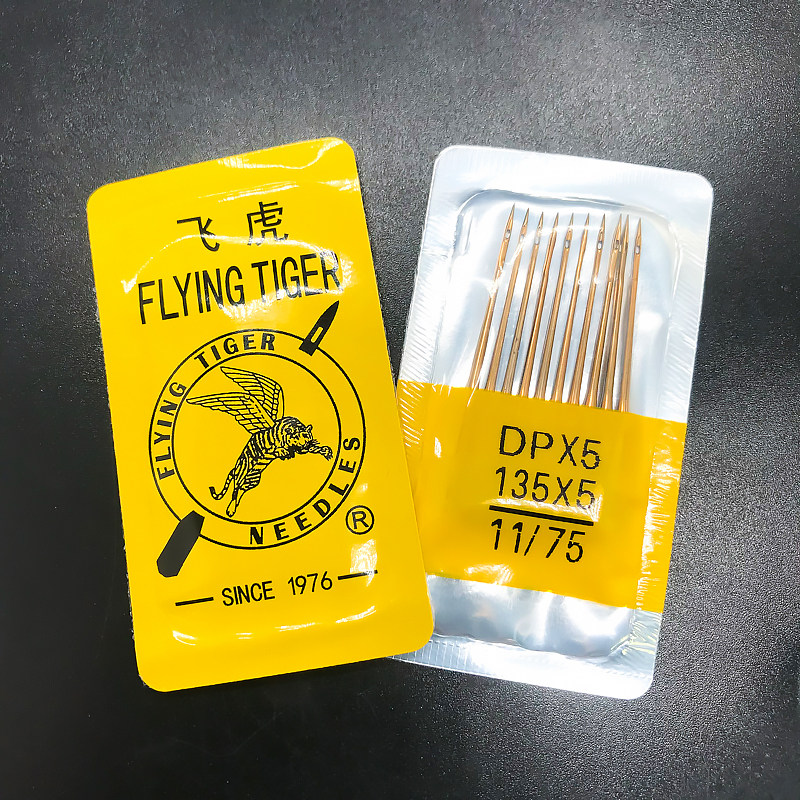 飞虎
FLYING TIGER
FLYING TIGER
NEEDLES
®
SINCE 1976
DPX5
135X5
11/75